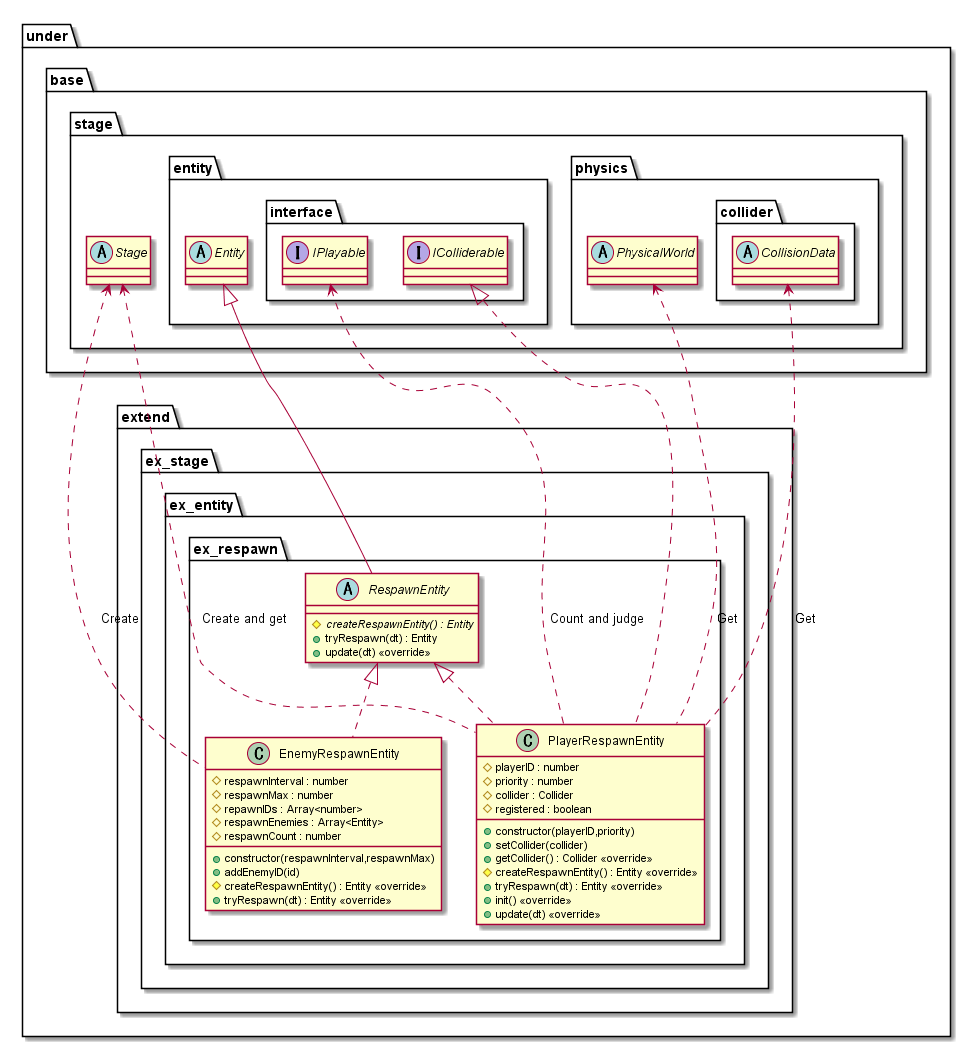 under
base
stage
entity
physics
interface
collider
A Stage
A Entity
I IPlayable
I IColliderable
A PhysicalWorld
A CollisionData
extend
ex_stage
ex_entity
ex_respawn
A RespawnEntity
createRespawnEntity() : Entity
tryRespawn(dt) : Entity
update(dt) «override»
Create
Create and get
Count and judge
Get
Get
C EnemyRespawnEntity
respawnInterval : number
respawnMax : number
repawnIDs : Array<number>
respawnEnemies : Array<Entity>
respawnCount : number
constructor(respawnInterval,respawnMax)
addEnemyID(id)
createRespawnEntity() : Entity «override»
tryRespawn(dt) : Entity «override»
C PlayerRespawnEntity
playerID : number
priority : number
collider : Collider
registered : boolean
constructor(playerID,priority)
setCollider(collider)
getCollider() : Collider «override»
createRespawnEntity() : Entity «override»
tryRespawn(dt) : Entity «override»
init() «override»
update(dt) «override»